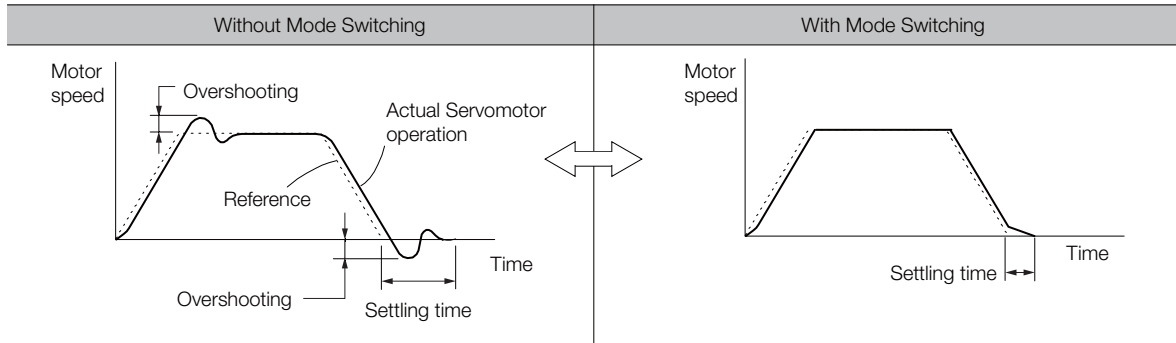 Without Mode Switching
With Mode Switching
Motor
speed
Overshooting
Actual Servomotor
operation
Reference
Time
Overshooting
Settling time
Motor
speed
Time
Settling time